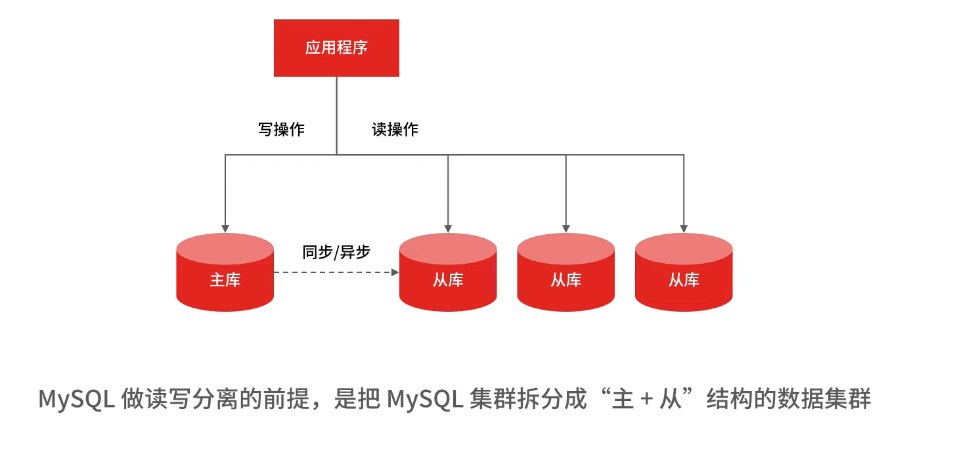 应用程序
写操作
读操作
同步/异步
主库
从库
从库
从库
MySQL 做读写分离的前提，是把 MySQL 集群拆分成“主 + 从”结构的数据集群